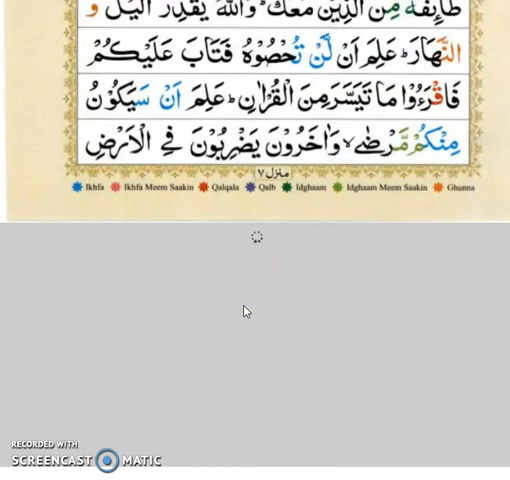 طَآئِفَةٌ مِّنَ الَّذِيْنَ مَعَكَ ؕ وَاللّٰهُ يُقَدِّرُ الَّيْلَ وَ
النَّهَارَ ؕ عَلِمَ اَنْ لَّنْ تُحْصُوْهُ فَتَابَ عَلَيْكُمْ
فَاقْرَءُوْا مَا تَيَسَّرَ مِنَ الْقُرْاٰنِ ؕ عَلِمَ اَنْ سَيَكُوْنُ
مِنْكُمْ مَّرْضٰى ۙ وَاٰخَرُوْنَ يَضْرِبُوْنَ فِي الْاَرْضِ
منزل ٧
Ikhfa Ikhfa Meem Saakin Qalqala Qalb Idghaam Idghaam Meem Saakin Ghunna
RECORDED WITH
SCREENCAST MATIC